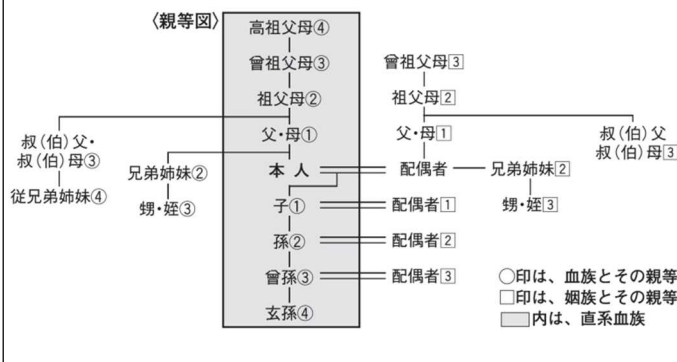 〈親等図〉
高祖父母④
曾祖父母③
祖父母②
父・母①
本人
子①
孫②
曾孫③
玄孫④
叔(伯)父・
叔(伯)母③
従兄弟姉妹④
兄弟姉妹②
甥・姪③
曾祖父母3
祖父母2
父・母1
配偶者
配偶者1
配偶者2
配偶者3
兄弟姉妹2
甥・姪3
叔(伯)父
叔(伯)母3
○印は、血族とその親等
□印は、姻族とその親等
内は、直系血族